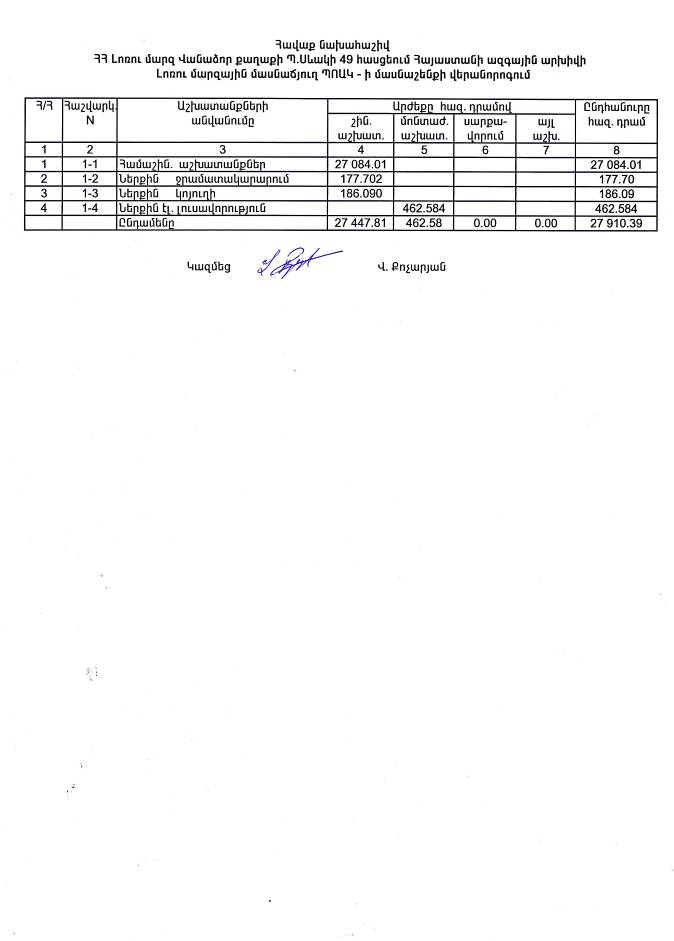 Հավաք նախահաշիվ
ՀՀ Լոռու մարզ Վանաձոր քաղաքի Պ.Սևակի 49 հասցեում Հայաստանի ազգային արխիվի
Լոռու մարզային մասնաճյուղ ՊՈԱԿ - ի մասնաշենքի վերանորոգում
Հ/Հ Հաշվարկ. Աշխատանքների Արժեքը հազ. դրամով Ընդհանուրը
N անվանումը շին. մոնտաժ. սարքա- այլ հազ. դրամ
աշխատ. աշխատ. վորում աշխ.
1 2 3 4 5 6 7 8
1 1-1 Համաշին. աշխատանքներ 27 084.01 27 084.01
2 1-2 Ներքին ջրամատակարարում 177.702 177.70
3 1-3 Ներքին կոյուղի 186.090 186.09
4 1-4 Ներքին էլ. լուսավորություն 462.584 462.584
Ընդամենը 27 447.81 462.58 0.00 0.00 27 910.39
Կազմեց Վ. Քոչարյան